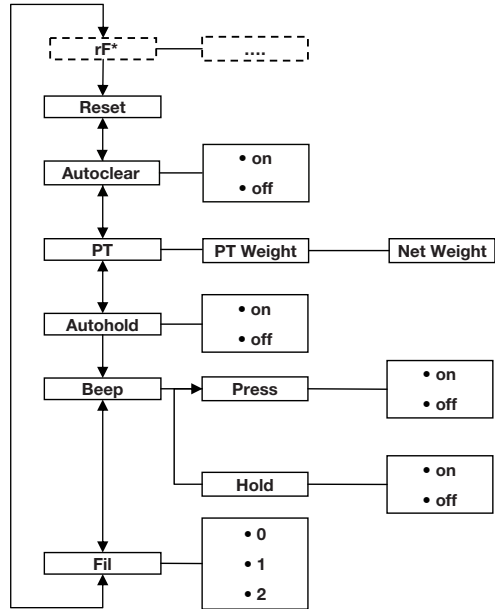 rF* ....
Reset
Autoclear
• on
• off
PT PT Weight Net Weight
Autohold
• on
• off
Beep Press
• on
• off
Hold
• on
• off
Fil
• 0
• 1
• 2